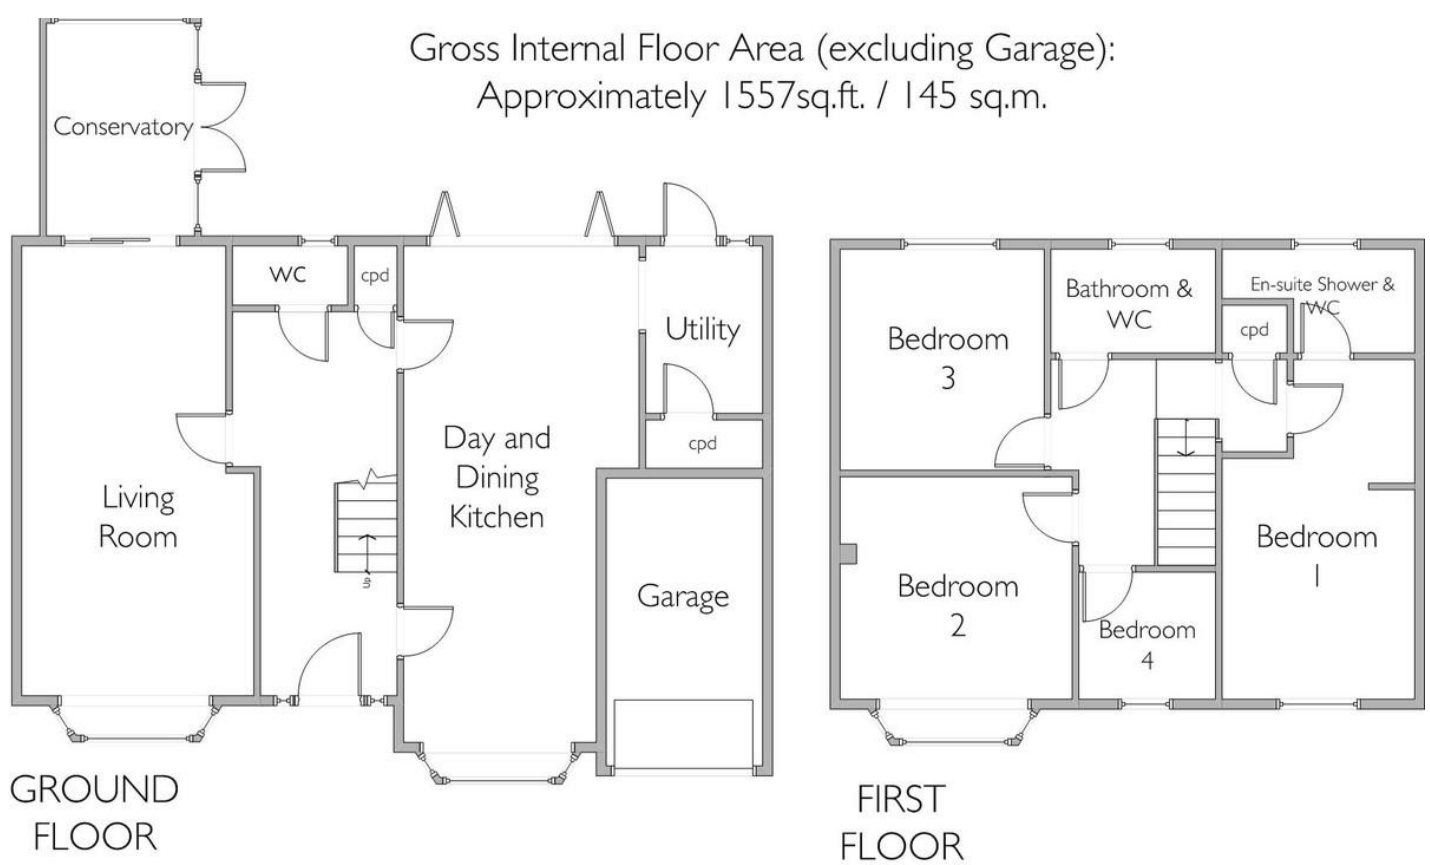 Gross Internal Floor Area (excluding Garage):
Approximately 1557sq.ft. / 145 sq.m.
Conservatory
WC
cpd
Utility
cpd
Day and
Dining
Kitchen
Living
Room
Up
Garage
GROUND
FLOOR
Bedroom
3
Bathroom &
WC
En-suite Shower &
WC
cpd
Bedroom
1
Bedroom
2
Bedroom
4
FIRST
FLOOR